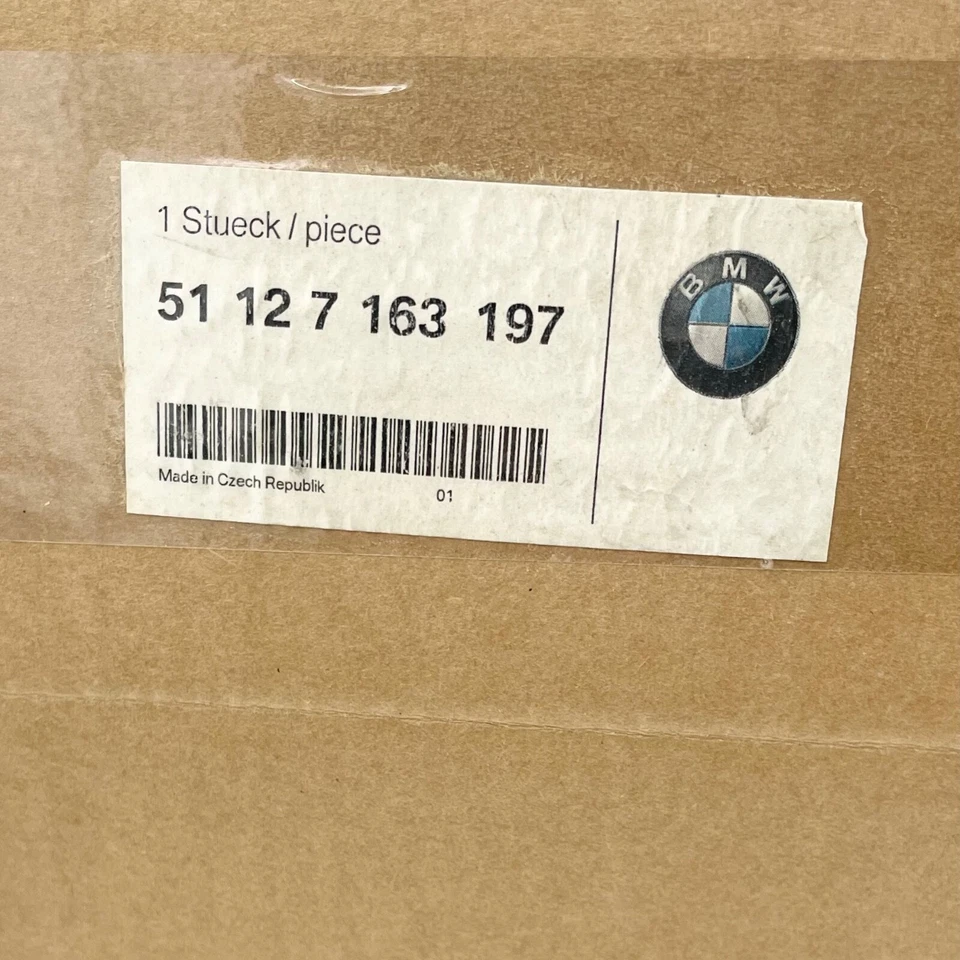 1 Stueck / piece
51 12 7 163 197
Made in Czech Republik
01
BMW